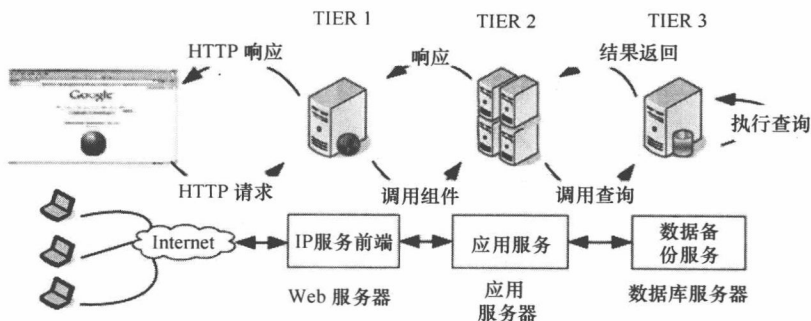 TIER 1
TIER 2
TIER 3
HTTP 响应
响应
结果返回
Google
执行查询
HTTP 请求
调用组件
调用查询
Internet
IP服务前端
应用服务
数据备
份服务
Web 服务器
应用
服务器
数据库服务器